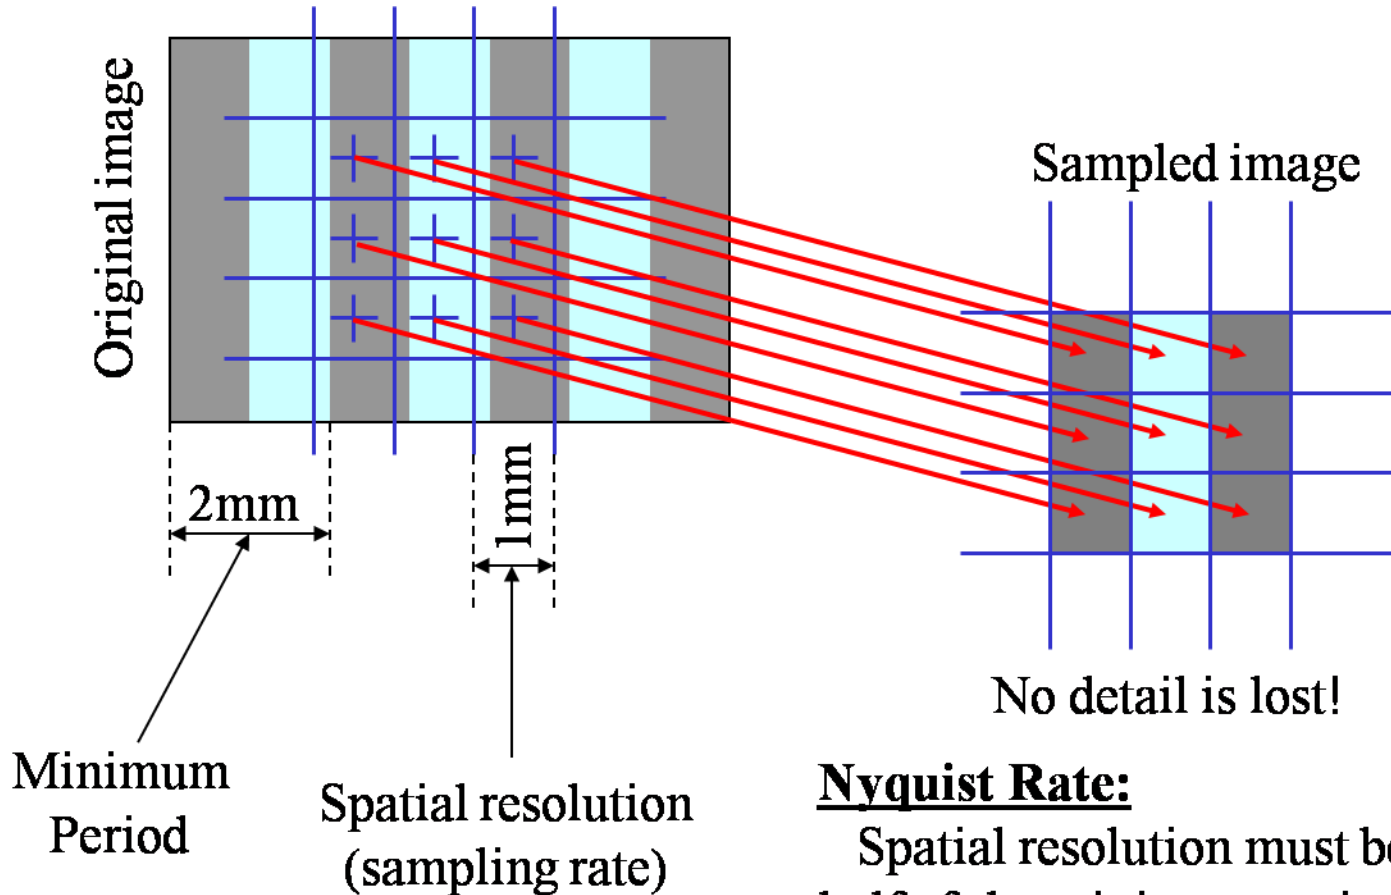 Original image
Sampled image
2mm
1mm
No detail is lost!
Minimum
Period
Spatial resolution
(sampling rate)
Nyquist Rate:
Spatial resolution must be